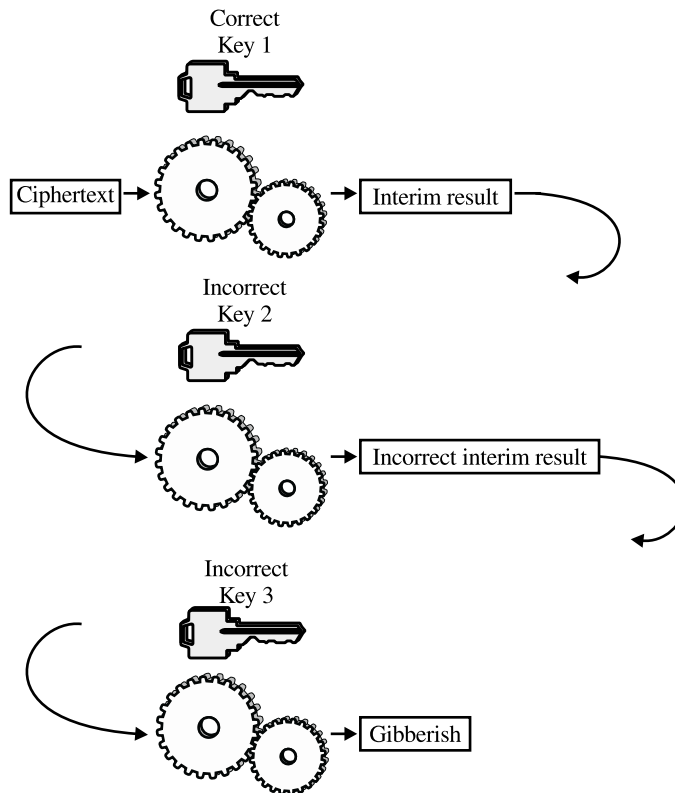 Correct
Key 1
Ciphertext
Interim result
Incorrect
Key 2
Incorrect interim result
Incorrect
Key 3
Gibberish